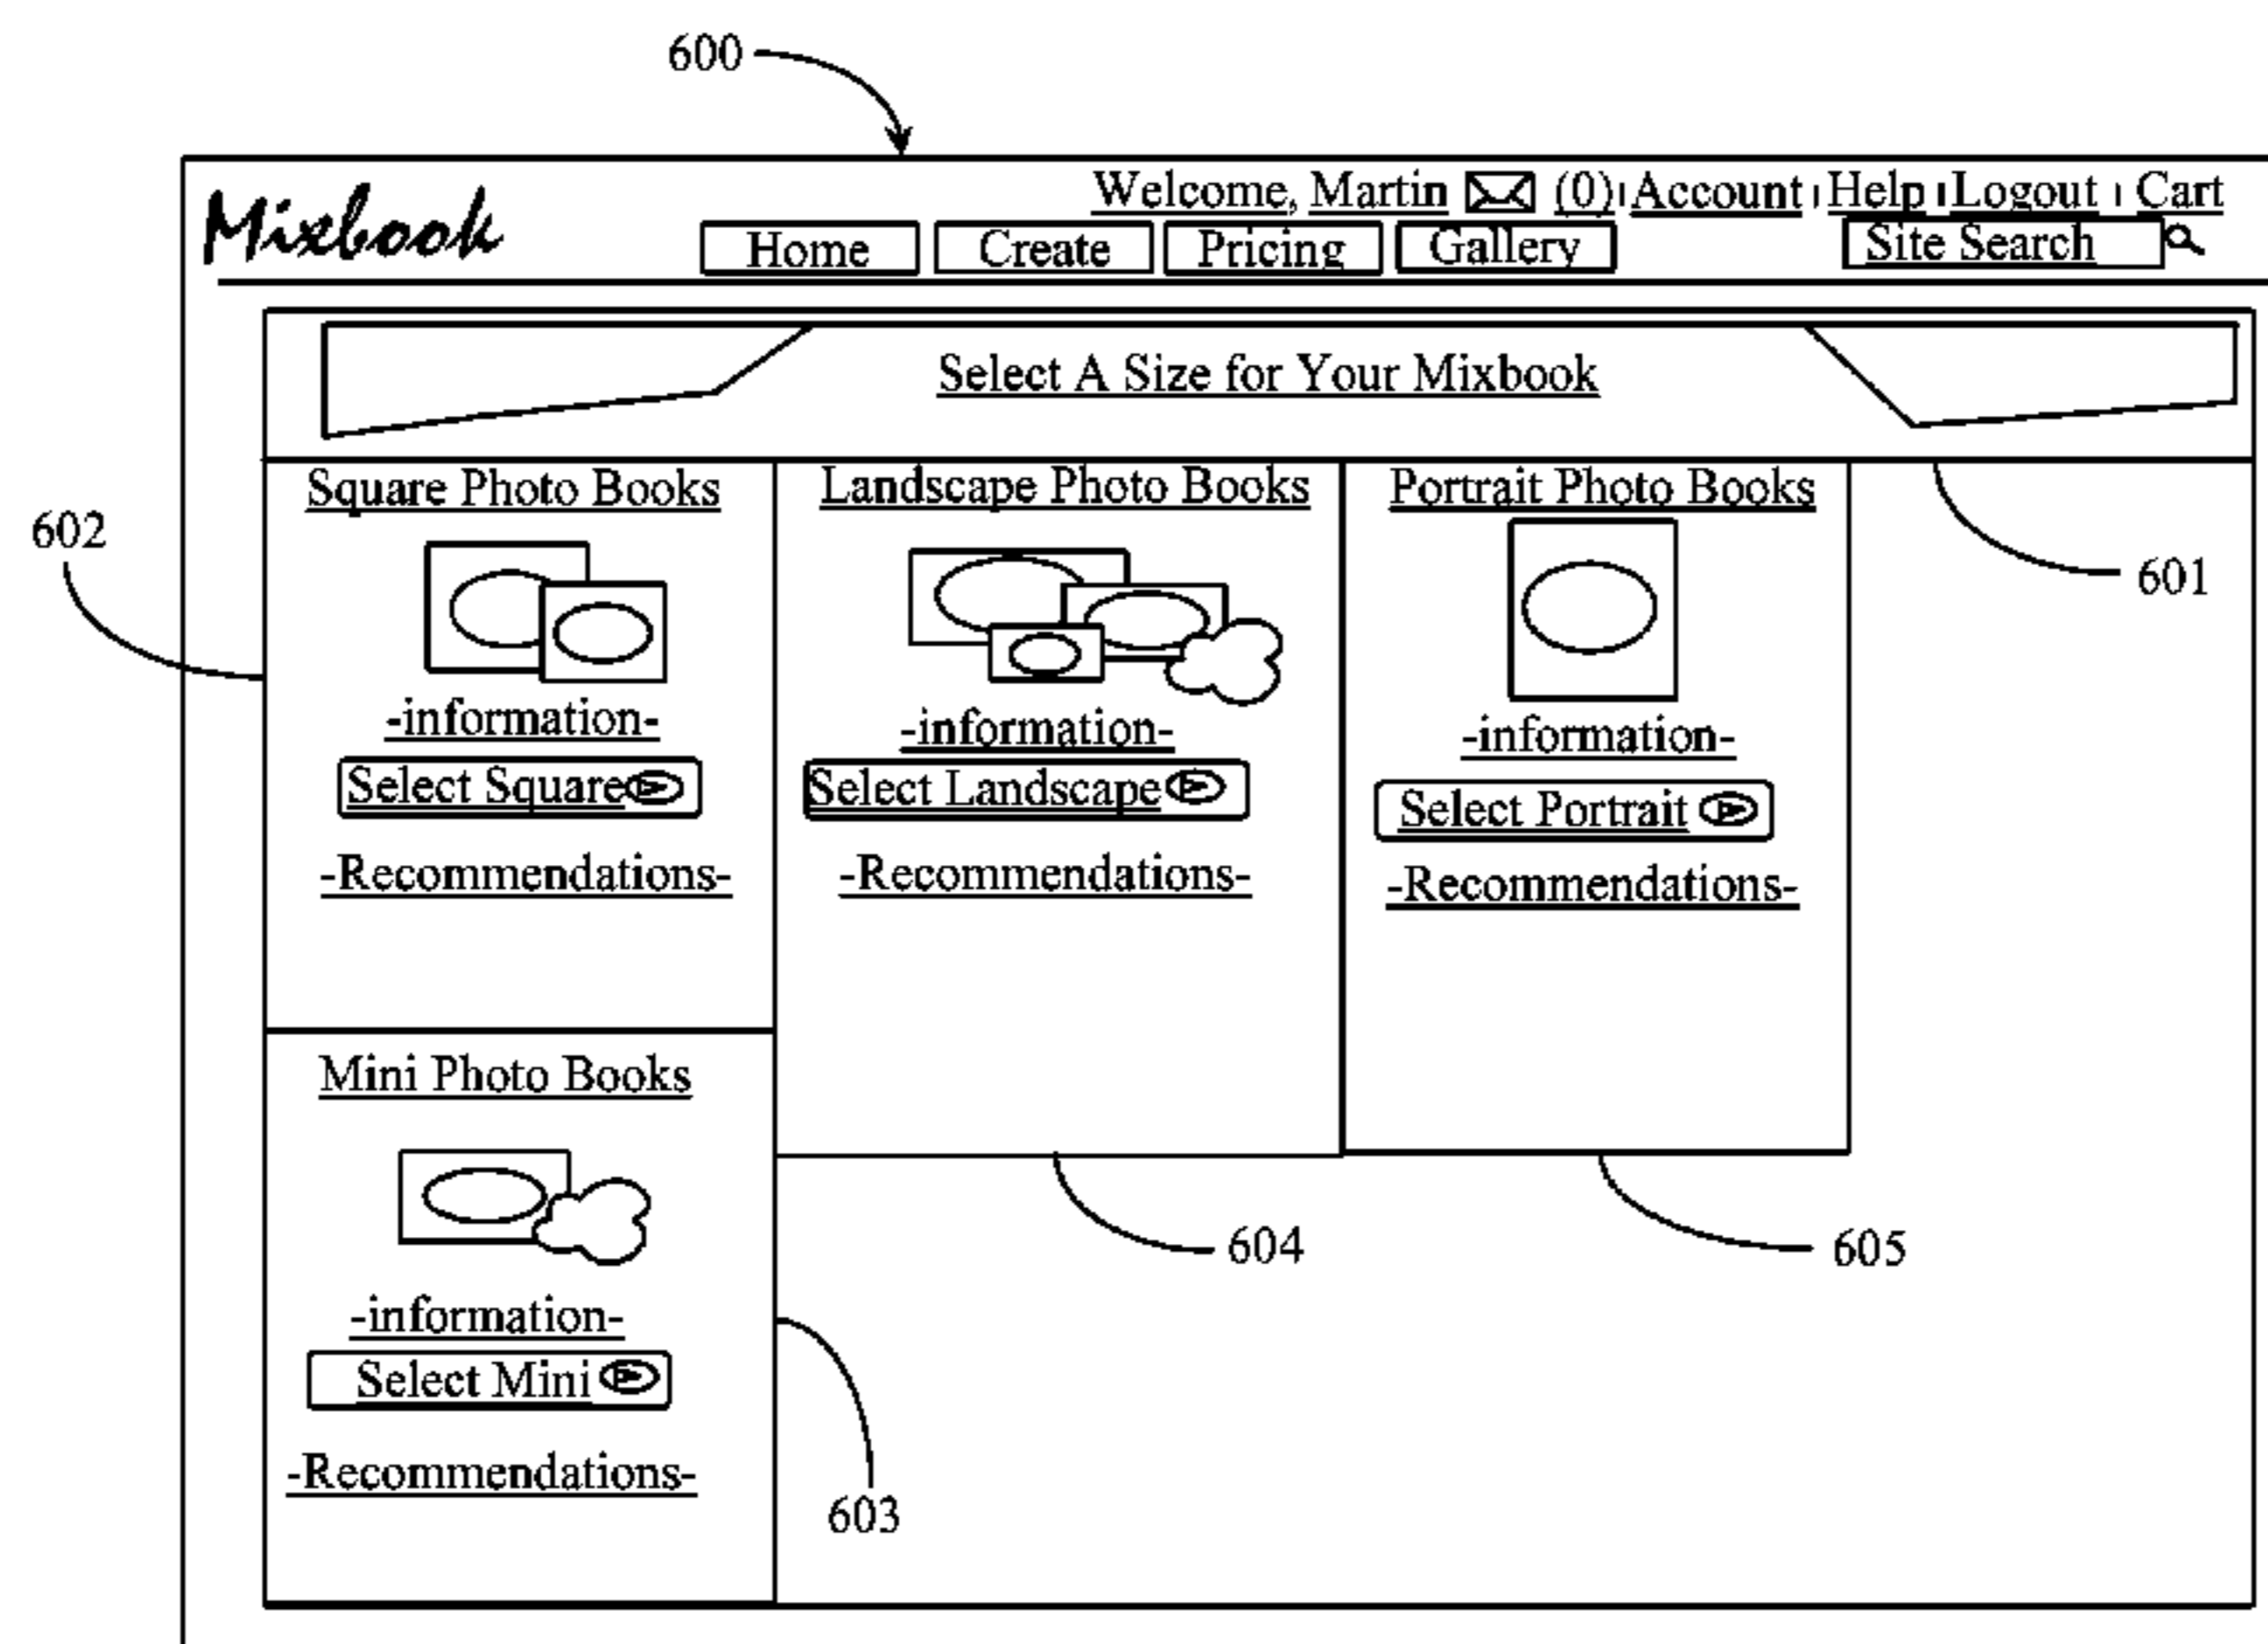 600
Mixbook
Welcome, Martin (0) Account Help Logout Cart
Home Create Pricing Gallery Site Search
Select A Size for Your Mixbook
601
602
Square Photo Books
-information-
Select Square
-Recommendations-
Landscape Photo Books
-information-
Select Landscape
-Recommendations-
604
Portrait Photo Books
-information-
Select Portrait
-Recommendations-
605
Mini Photo Books
-information-
Select Mini
-Recommendations-
603